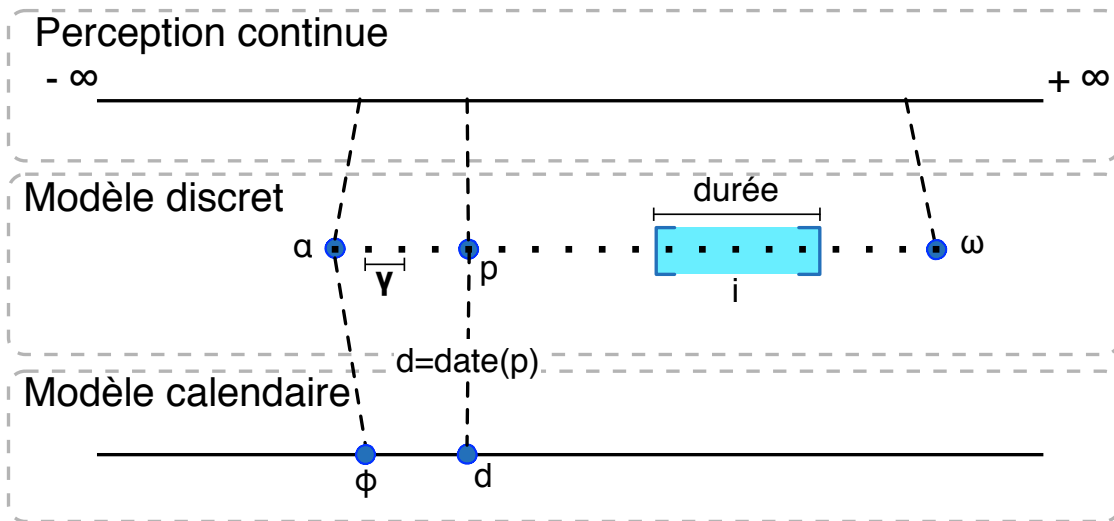 Perception continue
- ∞
+ ∞
Modèle discret
durée
α
p
ω
γ
i
d=date(p)
Modèle calendaire
ϕ
d